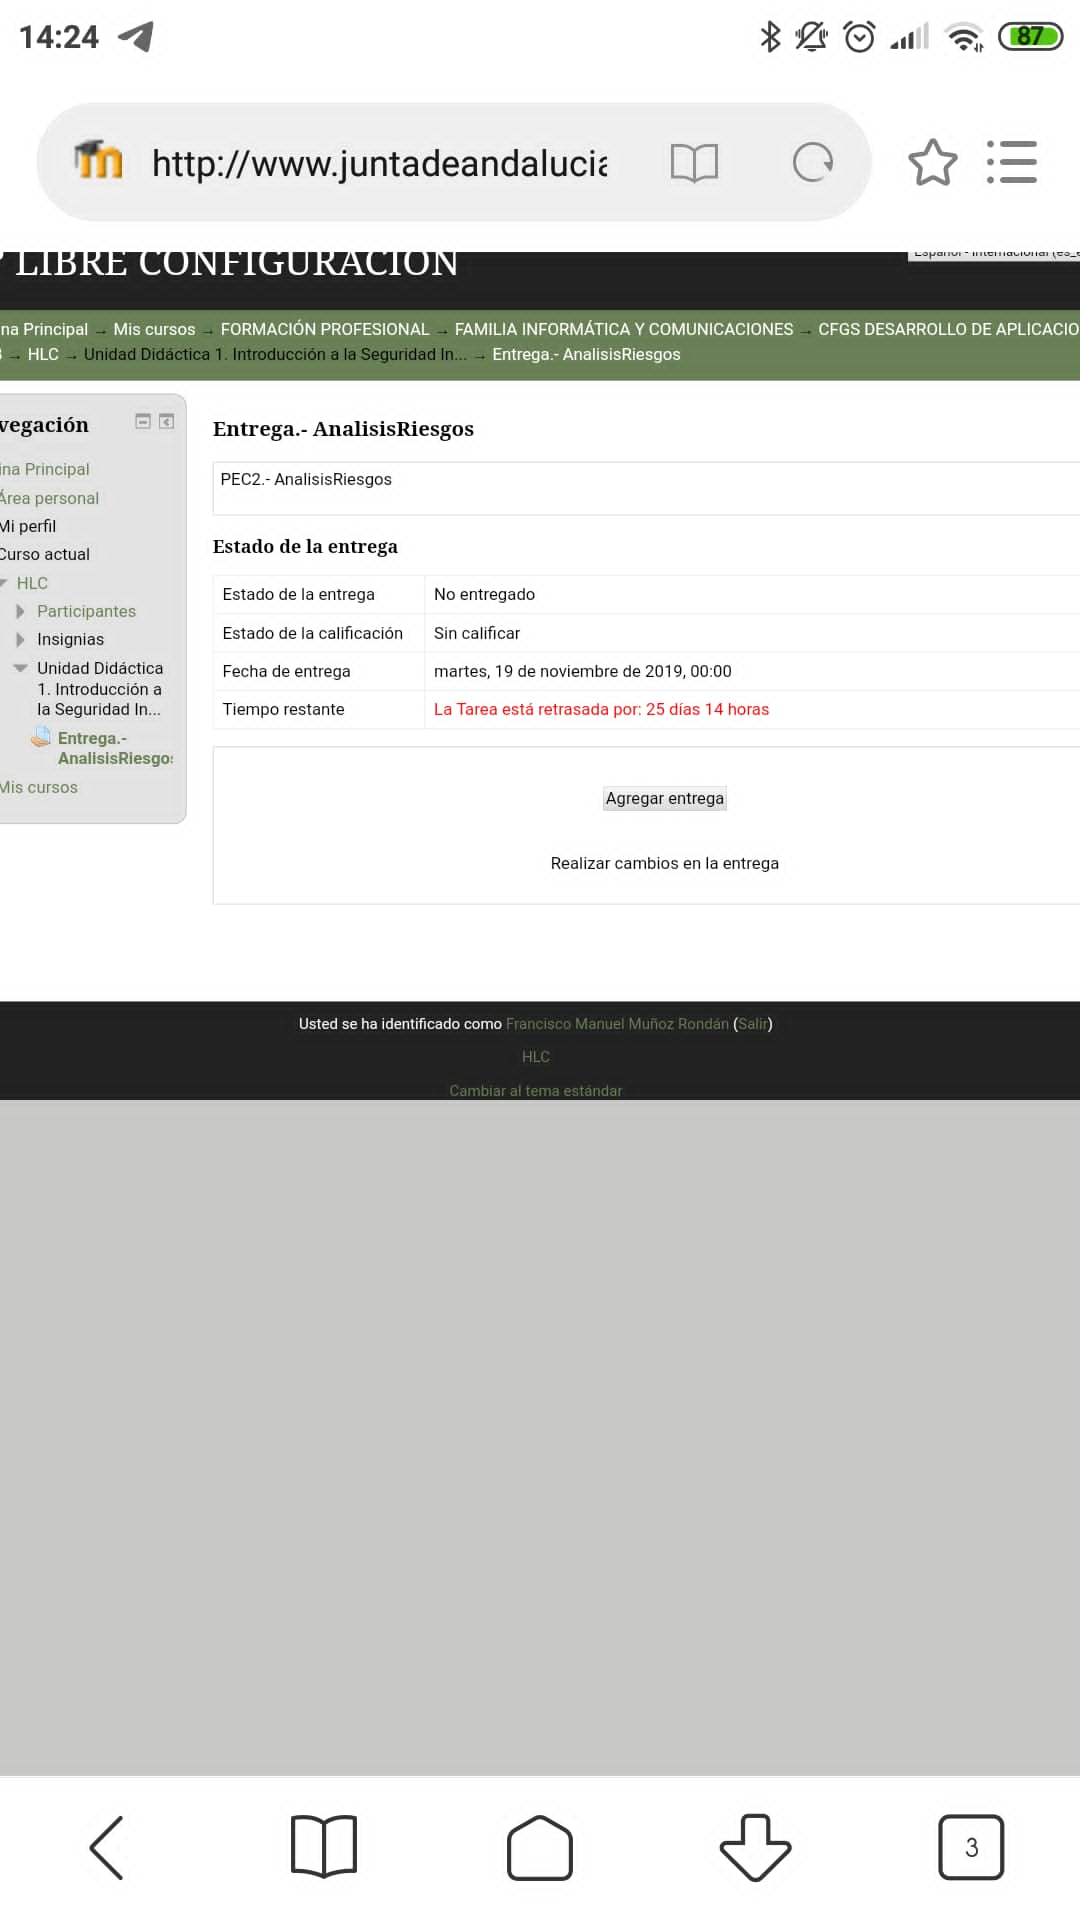 14:24
87
http://www.juntadeandalucia
LIBRE CONFIGURACIÓN
Español - Internacional (es_e
na Principal → Mis cursos → FORMACIÓN PROFESIONAL → FAMILIA INFORMÁTICA Y COMUNICACIONES → CFGS DESARROLLO DE APLICACIO
→ HLC → Unidad Didáctica 1. Introducción a la Seguridad In... → Entrega.- AnalisisRiesgos
vegación
ina Principal
Área personal
Mi perfil
Curso actual
HLC
Participantes
Insignias
Unidad Didáctica
1. Introducción a
la Seguridad In...
Entrega.-
AnalisisRiesgos
Mis cursos
Entrega.- AnalisisRiesgos
PEC2.- AnalisisRiesgos
Estado de la entrega
Estado de la entrega No entregado
Estado de la calificación Sin calificar
Fecha de entrega martes, 19 de noviembre de 2019, 00:00
Tiempo restante La Tarea está retrasada por: 25 días 14 horas
Agregar entrega
Realizar cambios en la entrega
Usted se ha identificado como Francisco Manuel Muñoz Rondán (Salir)
HLC
Cambiar al tema estándar
3